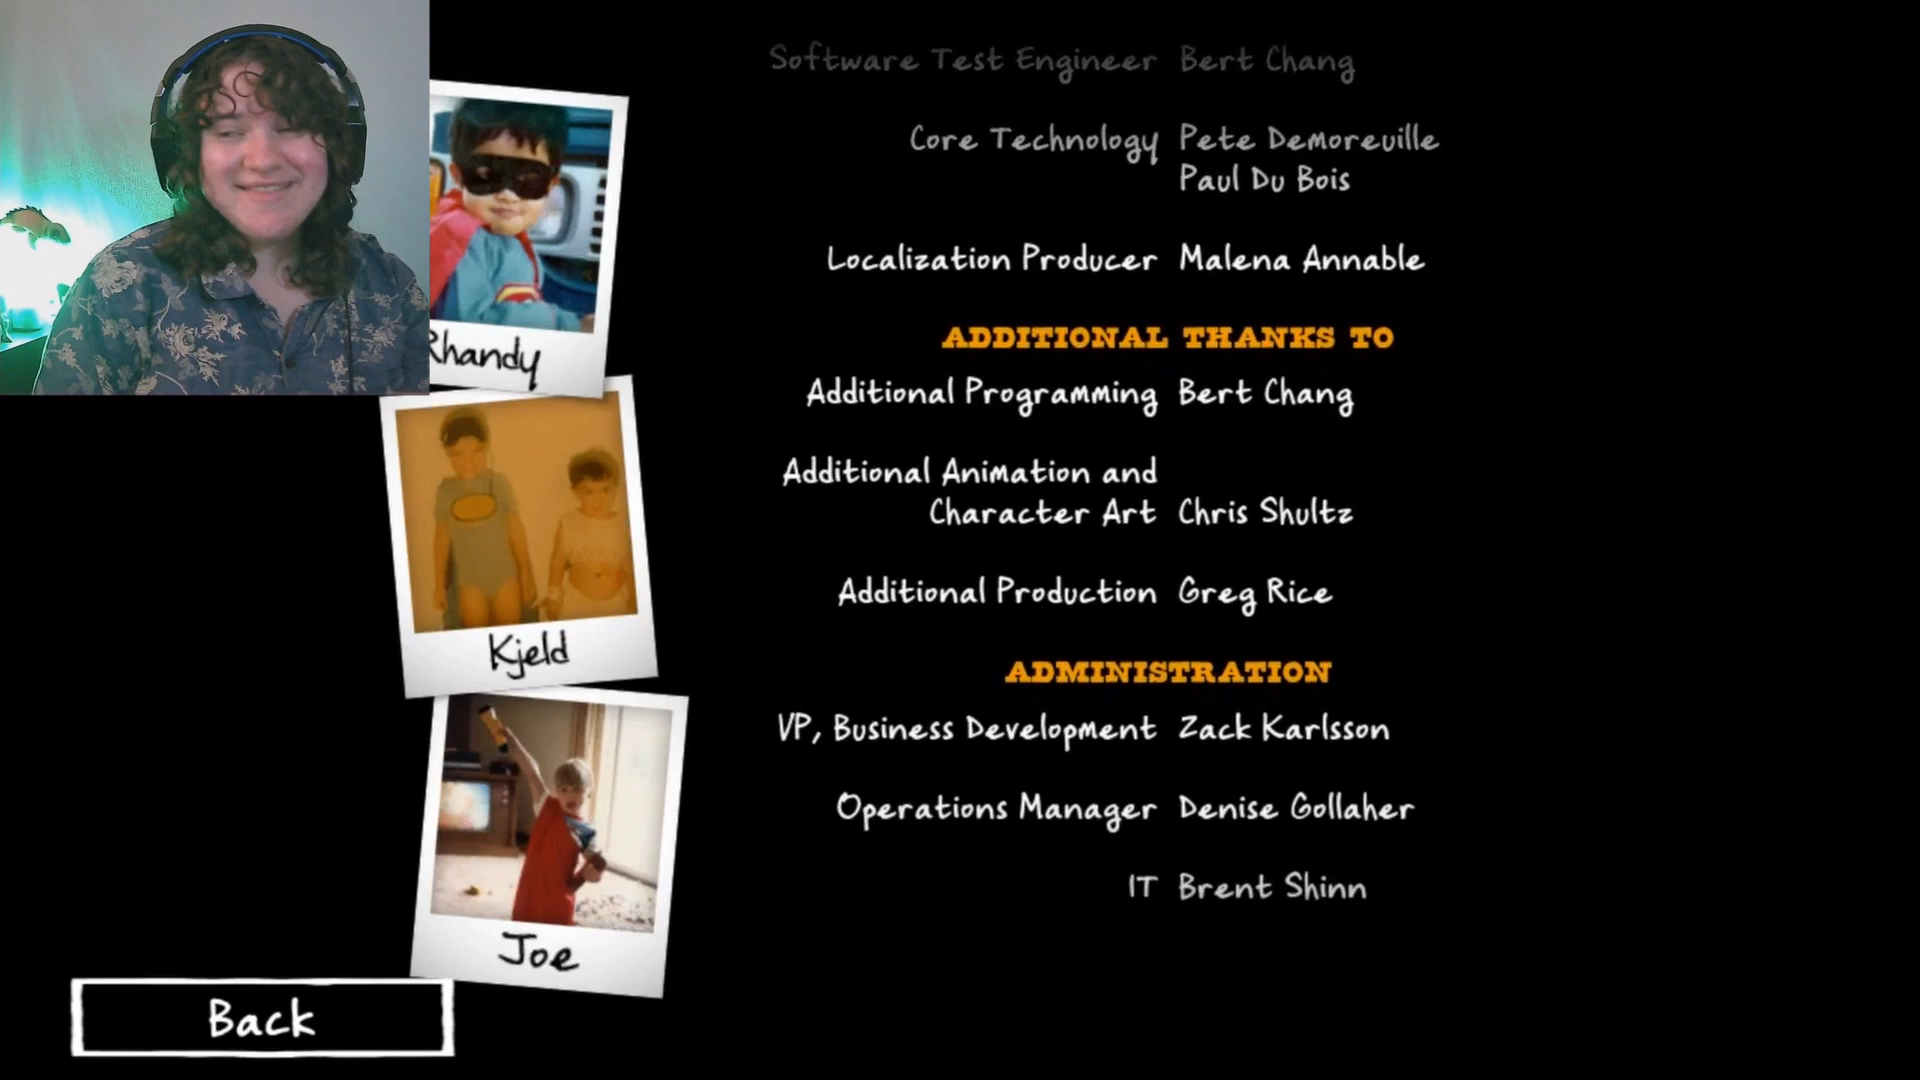 Software Test Engineer Bert Chang
Core Technology Pete Demoreuille
Paul Du Bois
Localization Producer Malena Annable
ADDITIONAL THANKS TO
Additional Programming Bert Chang
Additional Animation and
Character Art Chris Shultz
Additional Production Greg Rice
ADMINISTRATION
VP, Business Development Zack Karlsson
Operations Manager Denise Gollaher
IT Brent Shinn
Rhandy
Kjeld
Joe
Back